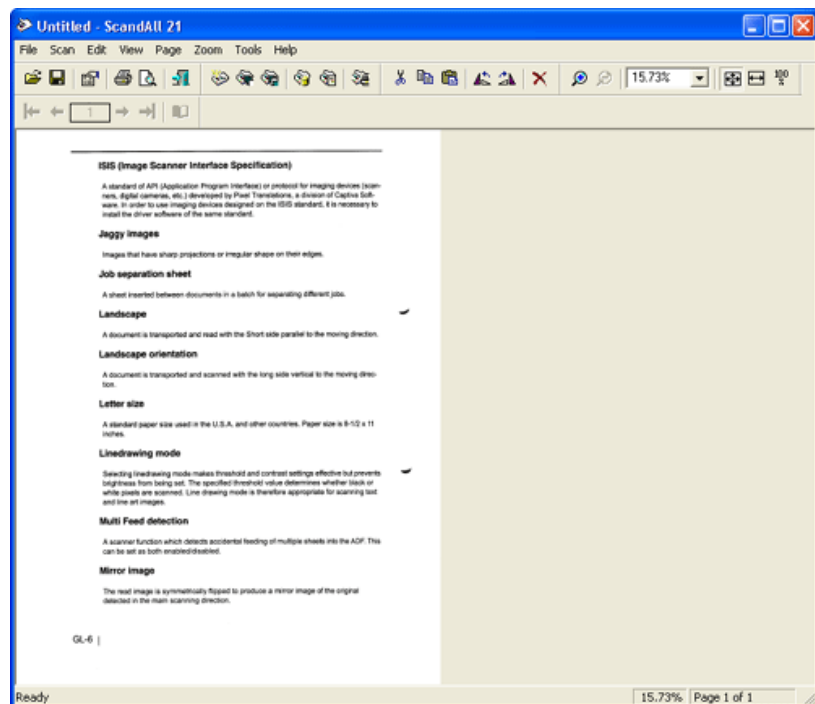 Untitled - ScandAll 21
File Scan Edit View Page Zoom Tools Help
15.73%
100
%
1
ISIS (Image Scanner Interface Specification)
A standard of API (Application Program Interface) or protocol for imaging devices (scan-
ners, digital cameras, etc.) developed by Pixel Translations, a division of Captiva Soft-
ware. In order to use imaging devices designed on the ISIS standard, it is necessary to
install the driver software of the same standard.
Jaggy images
Images that have sharp projections or irregular shape on their edges.
Job separation sheet
A sheet inserted between documents in a batch for separating different jobs.
Landscape
A document is transported and read with the Short side parallel to the moving direction.
Landscape orientation
A document is transported and scanned with the long side vertical to the moving direc-
tion.
Letter size
A standard paper size used in the U.S.A. and other countries. Paper size is 8-1/2 x 11
inches.
Linedrawing mode
Selecting linedrawing mode makes threshold and contrast settings effective but prevents
brightness from being set. The specified threshold value determines whether black or
white pixels are scanned. Line drawing mode is therefore appropriate for scanning text
and line art images.
Multi Feed detection
A scanner function which detects accidental feeding of multiple sheets into the ADF. This
can be set as both enabled/disabled.
Mirror image
The read image is symmetrically flipped to produce a mirror image of the original
detected in the main scanning direction.
GL-6 |
Ready
15.73% Page 1 of 1